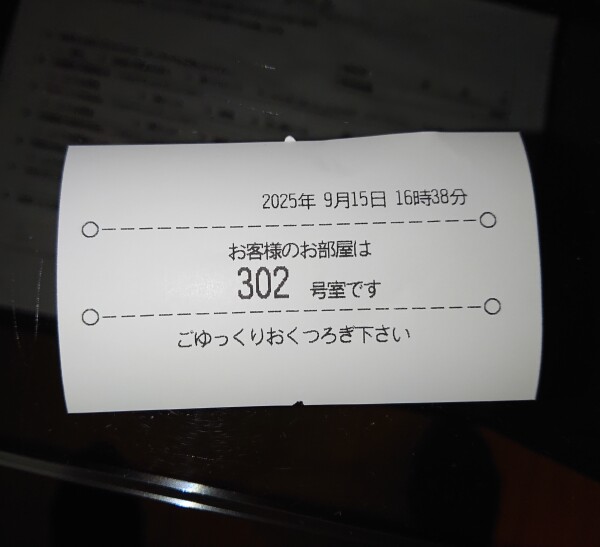 2025年 9月15日 16時38分
お客様のお部屋は
302 号室です
ごゆっくりおくつろぎ下さい